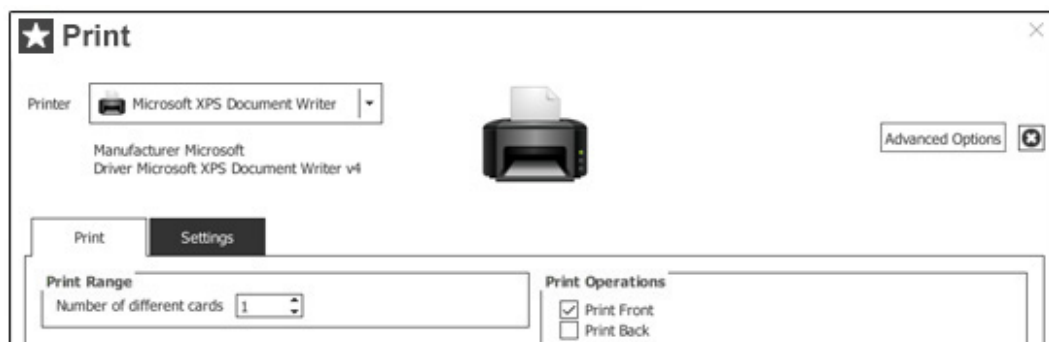 Print
Printer Microsoft XPS Document Writer
Manufacturer Microsoft
Driver Microsoft XPS Document Writer v4
Advanced Options
Print Settings
Print Range
Number of different cards 1
Print Operations
Print Front
Print Back